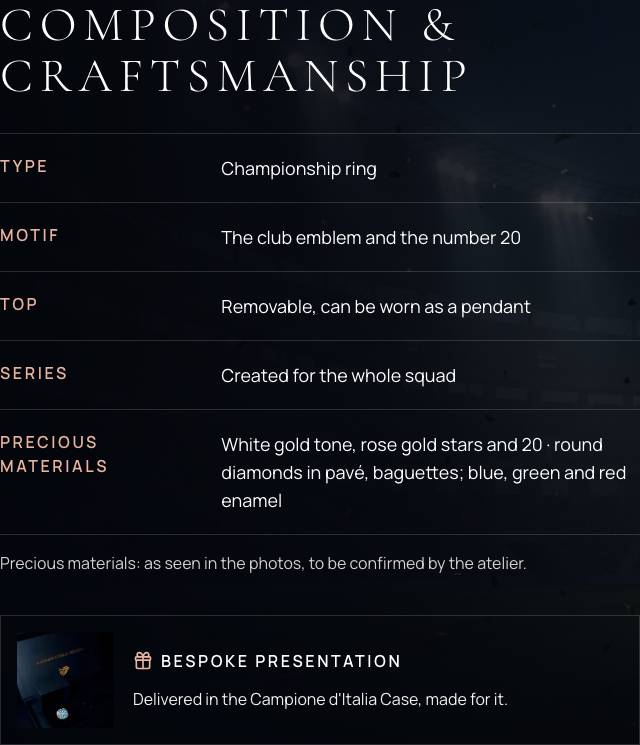 COMPOSITION &
CRAFTSMANSHIP
TYPE
Championship ring
MOTIF
The club emblem and the number 20
TOP
Removable, can be worn as a pendant
SERIES
Created for the whole squad
PRECIOUS
MATERIALS
White gold tone, rose gold stars and 20 · round
diamonds in pavé, baguettes; blue, green and red
enamel
Precious materials: as seen in the photos, to be confirmed by the atelier.
BESPOKE PRESENTATION
Delivered in the Campione d'Italia Case, made for it.